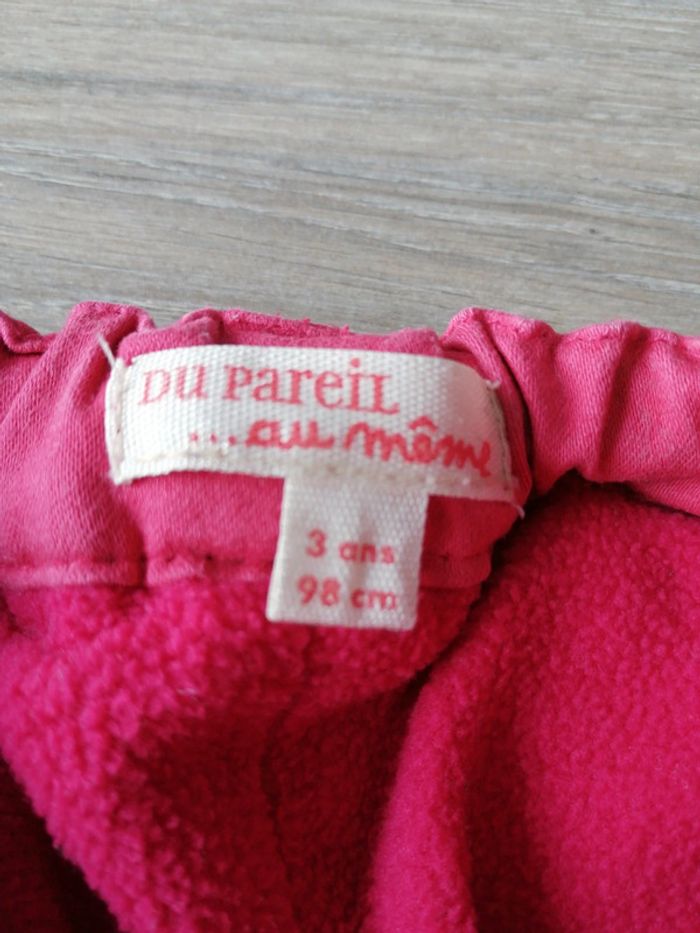 DU PAREIL
...au même
3 ans
98 cm